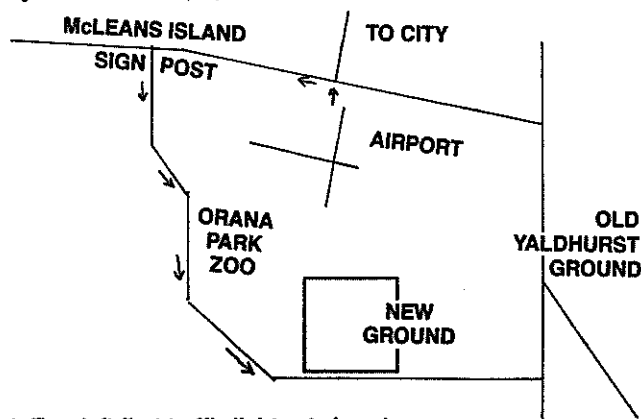 McLEANS ISLAND
TO CITY
SIGN POST
AIRPORT
ORANA
PARK
ZOO
OLD
YALDHURST
GROUND
NEW
GROUND